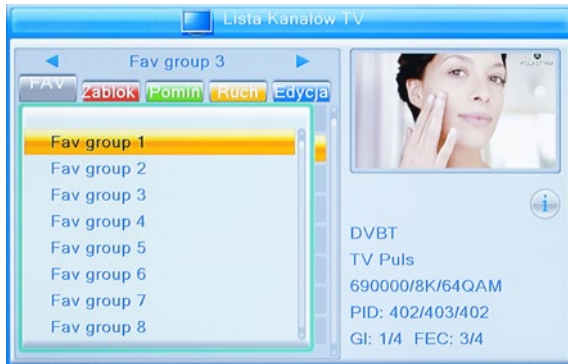 Lista Kanalów TV
Fav group 3
FAV Zablok Pomiń Ruch Edycja
Fav group 1
Fav group 2
Fav group 3
Fav group 4
Fav group 5
Fav group 6
Fav group 7
Fav group 8
DVBT
TV Puls
690000/8K/64QAM
PID: 402/403/402
GI: 1/4 FEC: 3/4